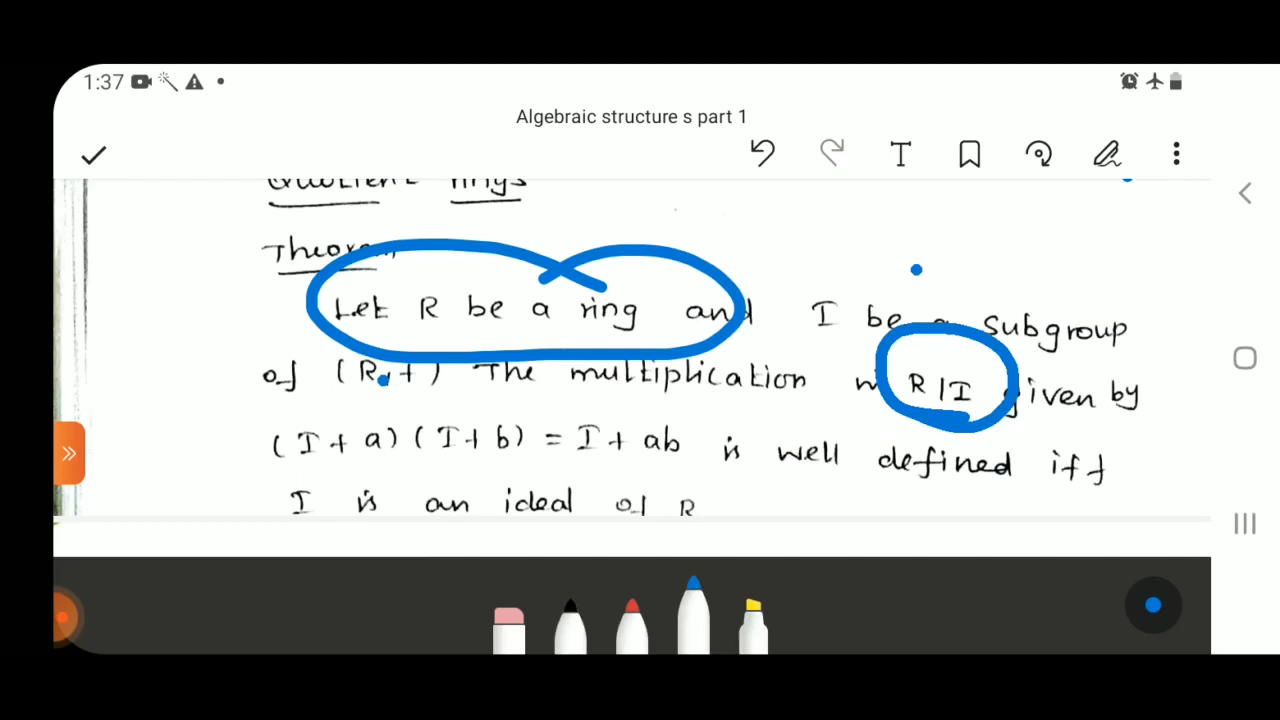 1:37
Algebraic structure s part 1
Quotient rings
Theorem
Let R be a ring and I be a subgroup
of (R, +) The multiplication in R/I given by
(I + a) (I + b) = I + ab is well defined iff
I is an ideal of R